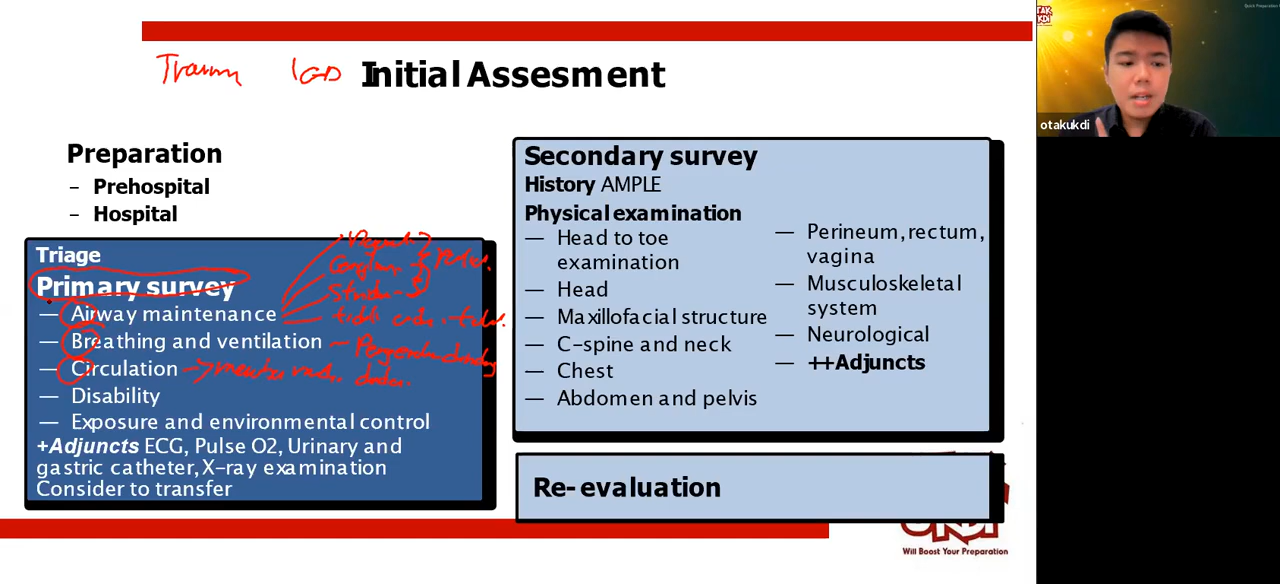 Trauma IGD Initial Assesment
Preparation
– Prehospital
– Hospital
Triage
Primary survey
— Airway maintenance
— Breathing and ventilation
— Circulation
— Disability
— Exposure and environmental control
+Adjuncts ECG, Pulse O2, Urinary and
gastric catheter, X-ray examination
Consider to transfer
Secondary survey
History AMPLE
Physical examination
— Head to toe
examination
— Head
— Maxillofacial structure
— C-spine and neck
— Chest
— Abdomen and pelvis
— Perineum, rectum,
vagina
— Musculoskeletal
system
— Neurological
— ++Adjuncts
Re-evaluation
Will Boost Your Preparation
otakukdi